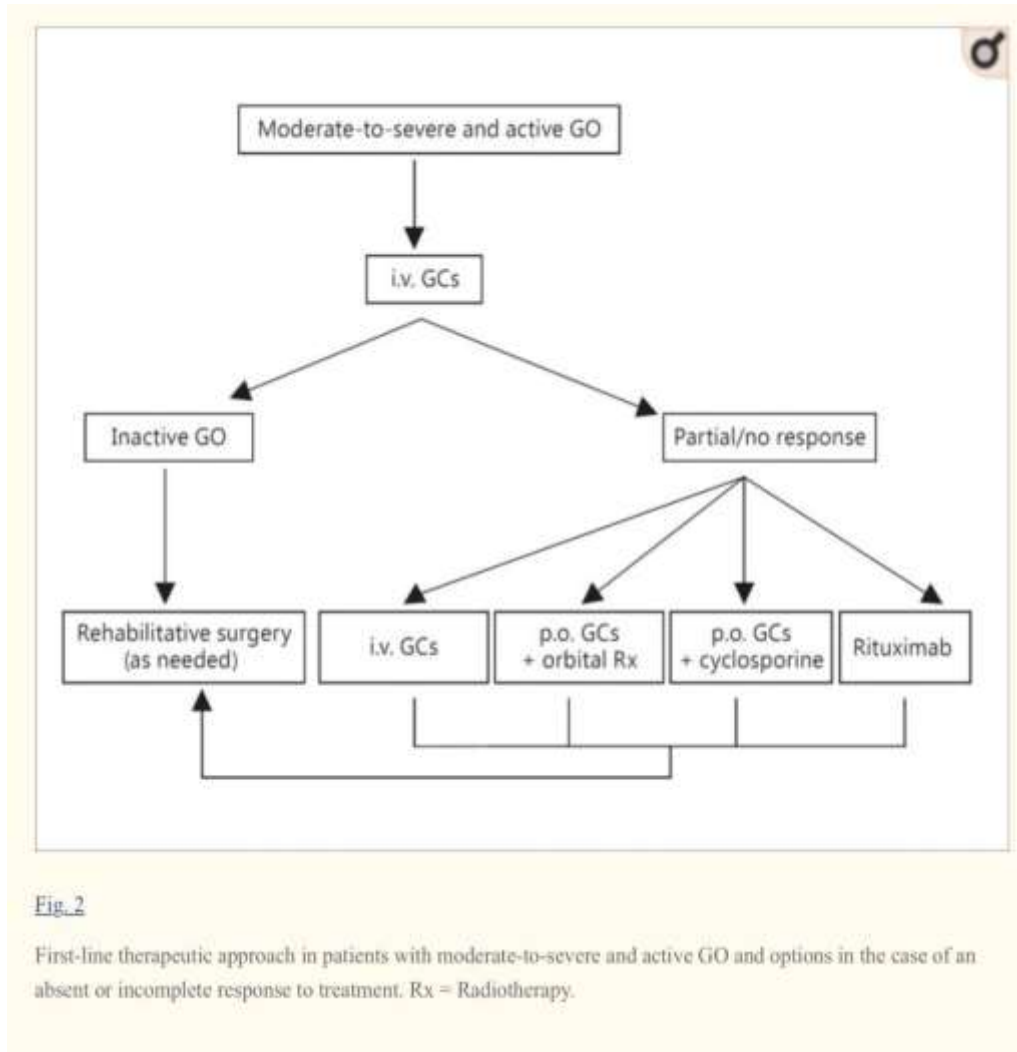 Moderate-to-severe and active GO
i.v. GCs
Inactive GO
Partial/no response
Rehabilitative surgery
(as needed)
i.v. GCs
p.o. GCs
+ orbital Rx
p.o. GCs
+ cyclosporine
Rituximab
Fig. 2
First-line therapeutic approach in patients with moderate-to-severe and active GO and options in the case of an
absent or incomplete response to treatment. Rx = Radiotherapy.